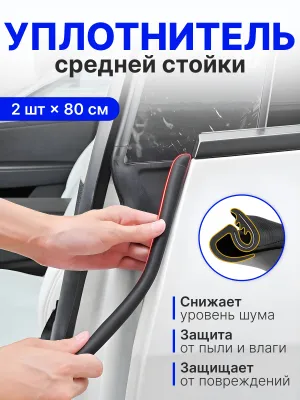 УПЛОТНИТЕЛЬ
средней стойки
2 шт × 80 см
Снижает
уровень шума
Защита
от пыли и влаги
Защищает
от повреждений